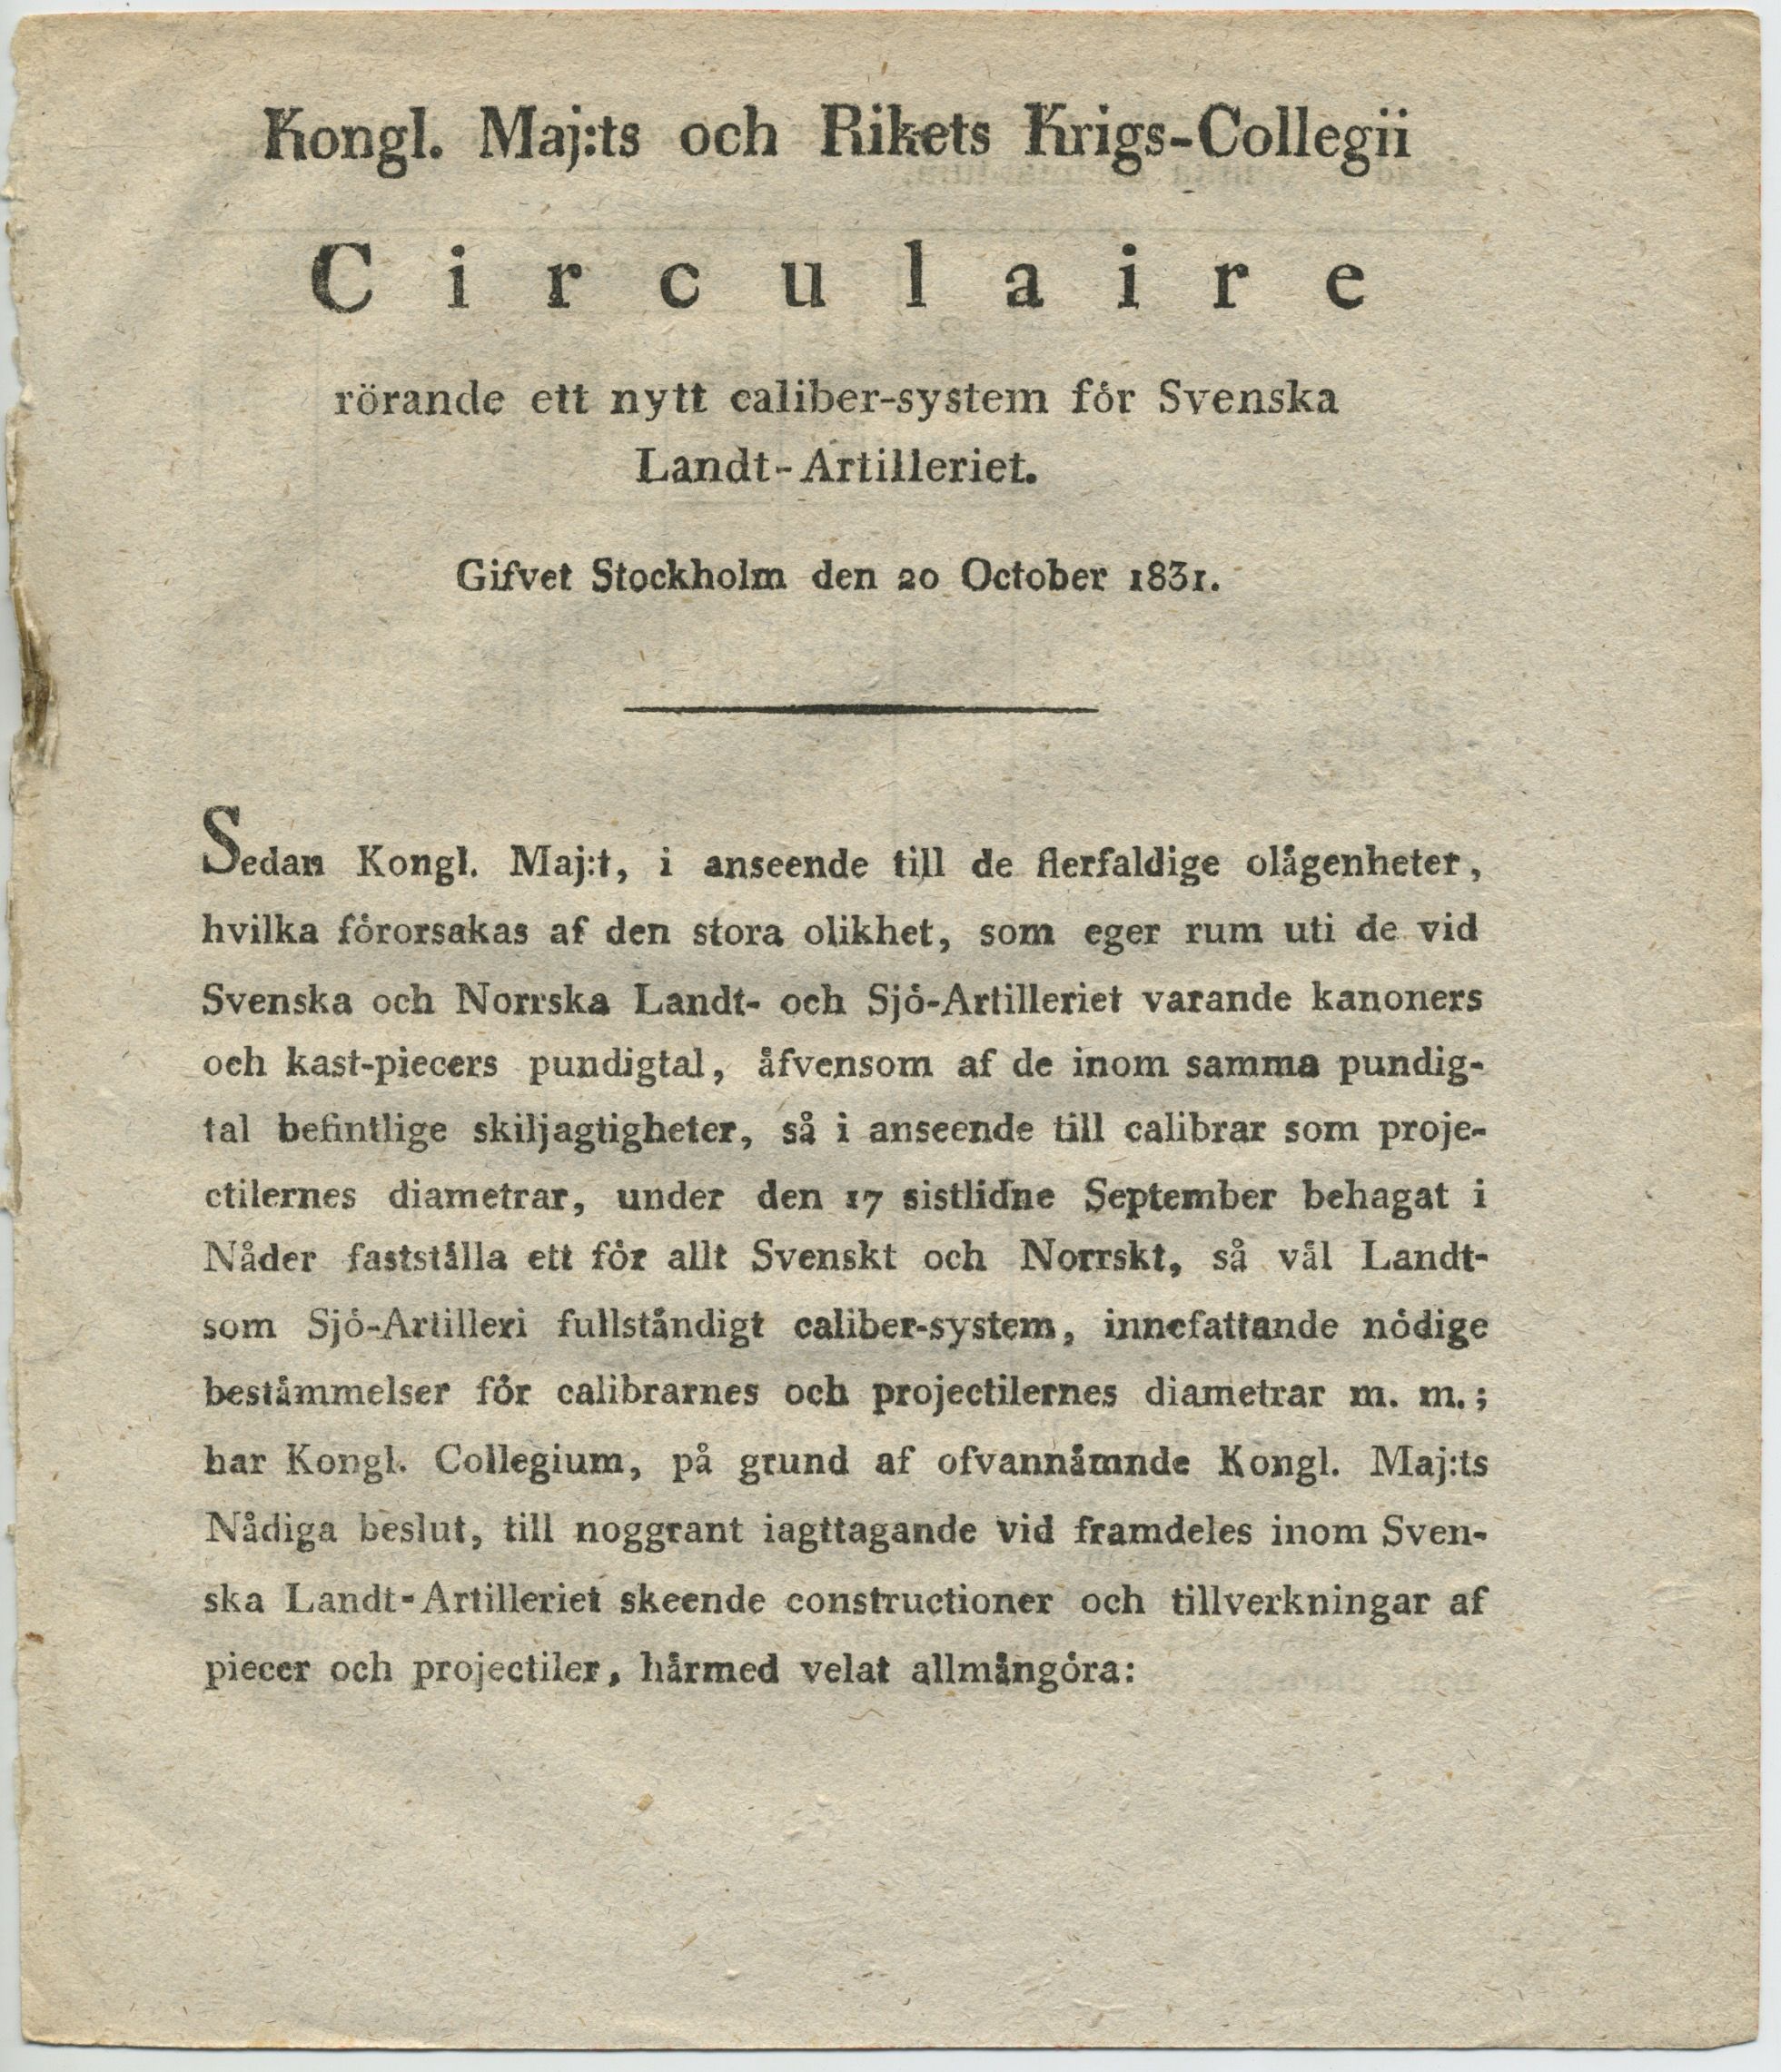 Kongl. Maj:ts och Rikets Krigs-Collegii
Circulaire
rörande ett nytt caliber-system för Svenska
Landt-Artilleriet.
Gifvet Stockholm den 20 October 1831.
Sedan Kongl. Maj:t, i anseende till de flerfaldige olägenheter,
hvilka förorsakas af den stora olikhet, som eger rum uti de vid
Svenska och Norrska Landt- och Sjö-Artilleriet varande kanoners
och kast-piecers pundigtal, äfvensom af de inom samma pundig-
tal befintlige skiljagtigheter, så i anseende till calibrar som proje-
ctilernes diametrar, under den 17 sistlidne September behagat i
Nåder fastställa ett för allt Svenskt och Norrskt, så väl Landt-
som Sjö-Artilleri fullständigt caliber-system, innefattande nödige
bestämmelser för calibrarnes och projectilernes diametrar m. m.;
har Kongl. Collegium, på grund af ofvannämnde Kongl. Maj:ts
Nådiga beslut, till noggrant iagttagande vid framdeles inom Sven-
ska Landt-Artilleriet skeende constructioner och tillverkningar af
piecer och projectiler, härmed velat allmängöra: